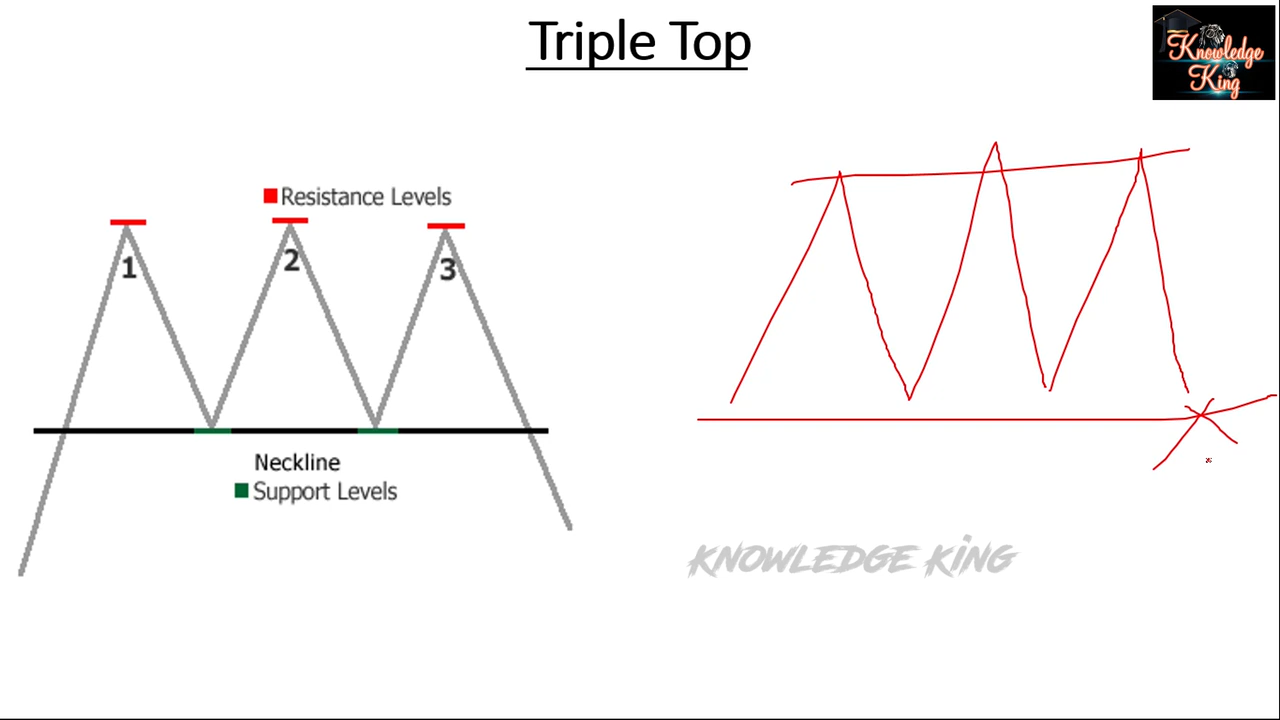 Triple Top
Knowledge
King
Resistance Levels
1
2
3
Neckline
Support Levels
KNOWLEDGE KING